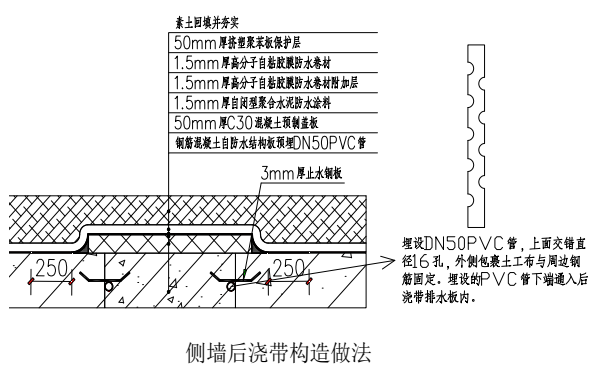 素土回填并夯实
50mm厚挤塑聚苯板保护层
1.5mm厚高分子自粘胶膜防水卷材
1.5mm厚高分子自粘胶膜防水卷材附加层
1.5mm厚自闭型聚合水泥防水涂料
50mm厚C30混凝土预制盖板
钢筋混凝土自防水结构板预埋DN50PVC管
3mm厚止水钢板
250
250
埋设DN50PVC管，上面交错直
径16孔，外侧包裹土工布与周边钢
筋固定。埋设的PVC管下端通入后
浇带排水板内。
侧墙后浇带构造做法